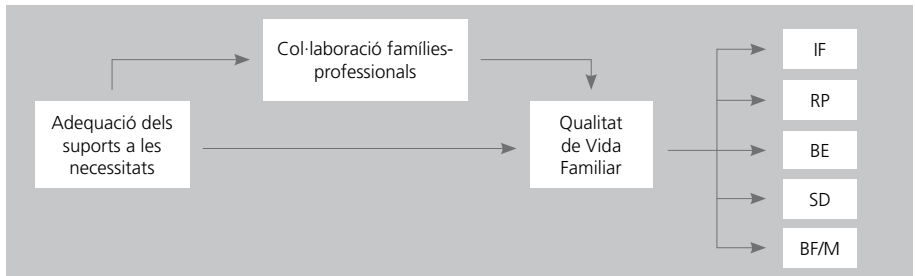 Col·laboració famílies-
professionals
Adequació dels
suports a les
necessitats
Qualitat
de Vida
Familiar
IF
RP
BE
SD
BF/M